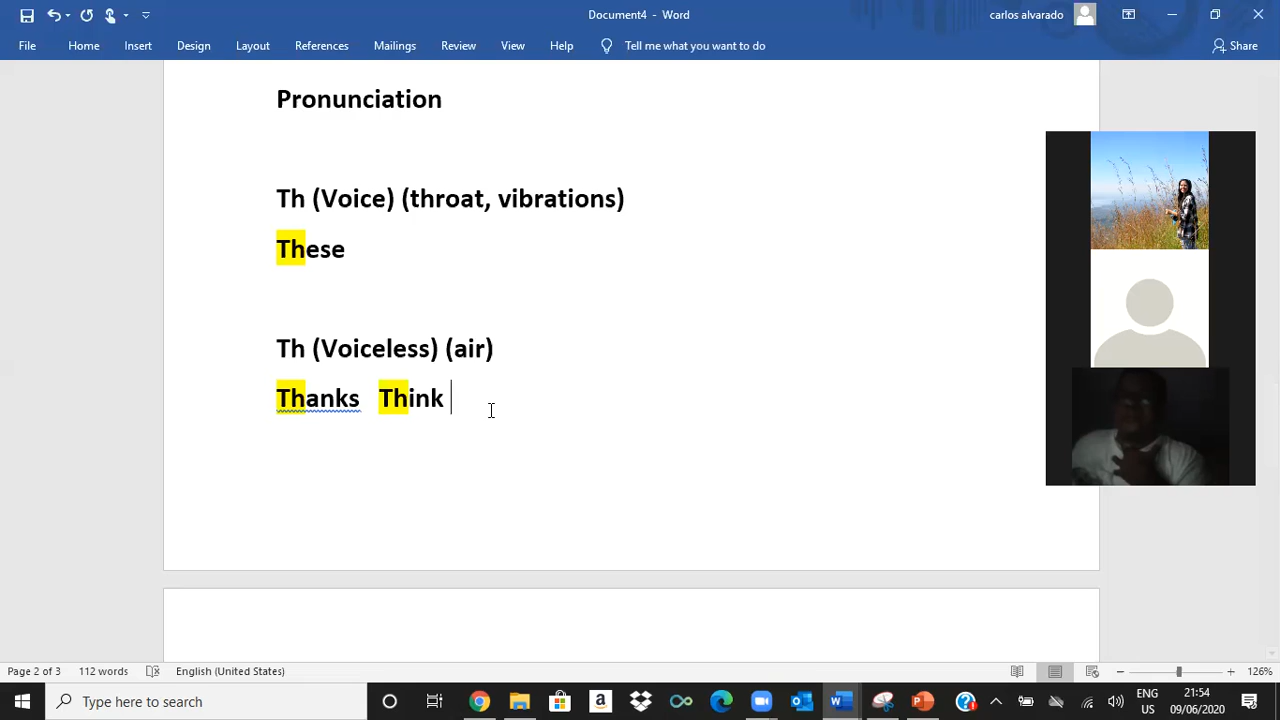 Document4 - Word
carlos alvarado
File Home Insert Design Layout References Mailings Review View Help Tell me what you want to do Share
Pronunciation
Th (Voice) (throat, vibrations)
These
Th (Voiceless) (air)
Thanks Think
Page 2 of 3 112 words English (United States) 126%
Type here to search
ENG 21:54
US 09/06/2020